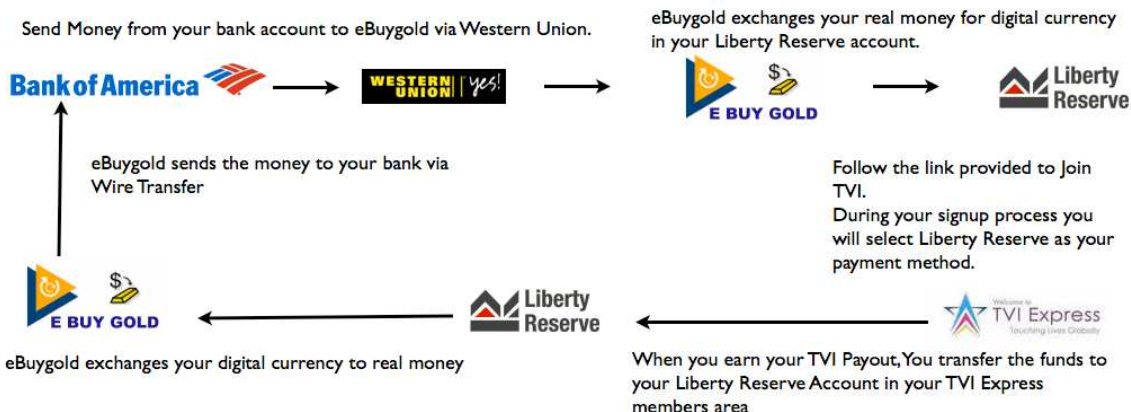 Send Money from your bank account to eBuygold via Western Union.
eBuygold exchanges your real money for digital currency
in your Liberty Reserve account.
Bank of America
WESTERN
UNION
yes!
$
E BUY GOLD
Liberty
Reserve
eBuygold sends the money to your bank via
Wire Transfer
Follow the link provided to Join
TVI.
During your signup process you
will select Liberty Reserve as your
payment method.
$
E BUY GOLD
Liberty
Reserve
Welcome to
TVI Express
Touching Lives Globally
eBuygold exchanges your digital currency to real money
When you earn your TVI Payout, You transfer the funds to
your Liberty Reserve Account in your TVI Express
members area